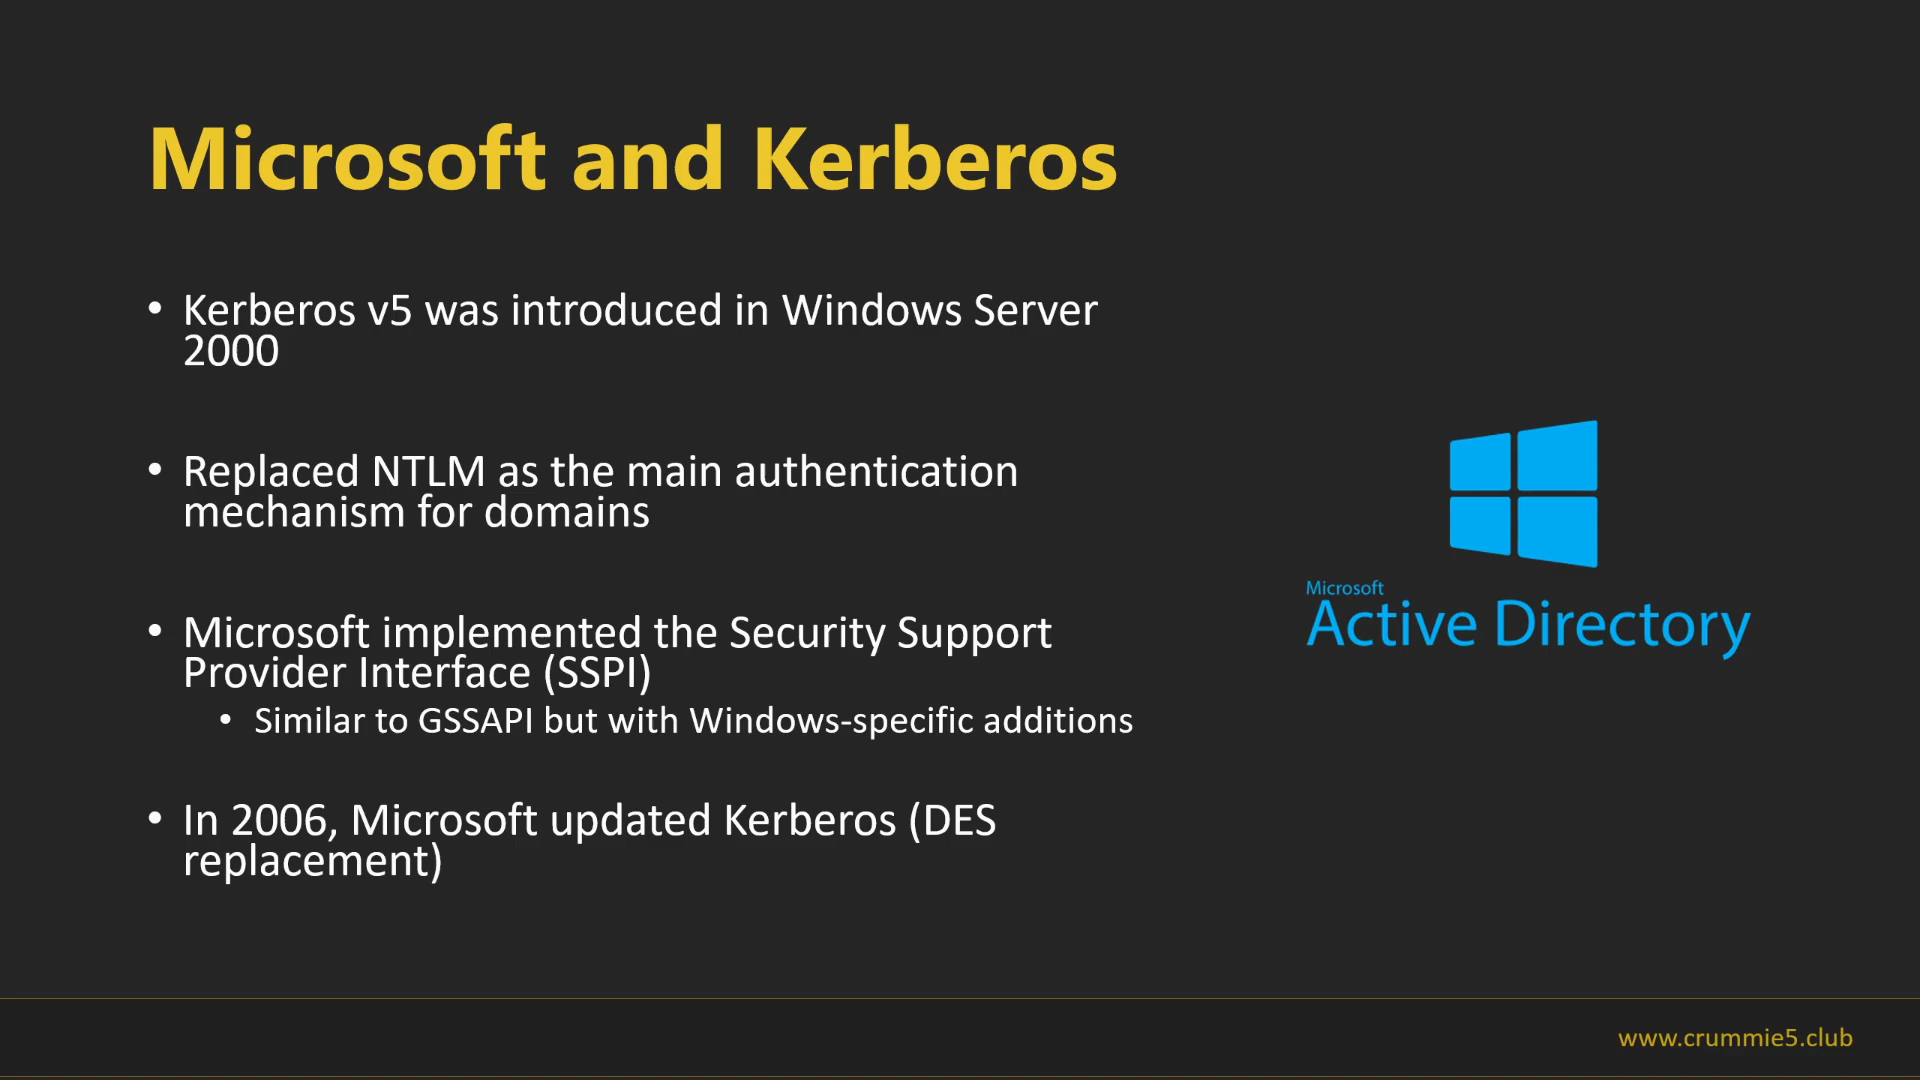 Microsoft and Kerberos
• Kerberos v5 was introduced in Windows Server
2000
• Replaced NTLM as the main authentication
mechanism for domains
• Microsoft implemented the Security Support
Provider Interface (SSPI)
• Similar to GSSAPI but with Windows-specific additions
• In 2006, Microsoft updated Kerberos (DES
replacement)
Microsoft
Active Directory
www.crummie5.club